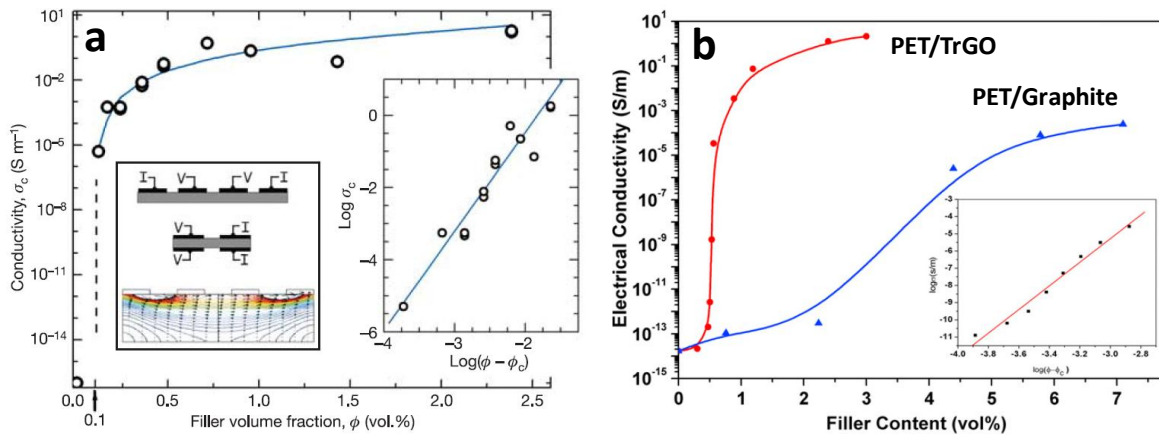 a
Conductivity, σc (S m⁻¹)
10¹
10⁻²
10⁻⁵
10⁻⁸
10⁻¹¹
10⁻¹⁴
I V V I
V I
V I
Log σc
0
−2
−4
−6
−4 −3 −2
Log(ϕ − ϕc)
0.0 0.5 1.0 1.5 2.0 2.5
0.1
Filler volume fraction, ϕ (vol.%)
b
PET/TrGO
PET/Graphite
Electrical Conductivity (S/m)
10¹
10⁻¹
10⁻³
10⁻⁵
10⁻⁷
10⁻⁹
10⁻¹¹
10⁻¹³
10⁻¹⁵
logσ(s/m)
-3
-4
-5
-6
-7
-8
-9
-10
-11
-4.0 -3.8 -3.6 -3.4 -3.2 -3.0 -2.8
log(ϕ-ϕc)
0 1 2 3 4 5 6 7
Filler Content (vol%)